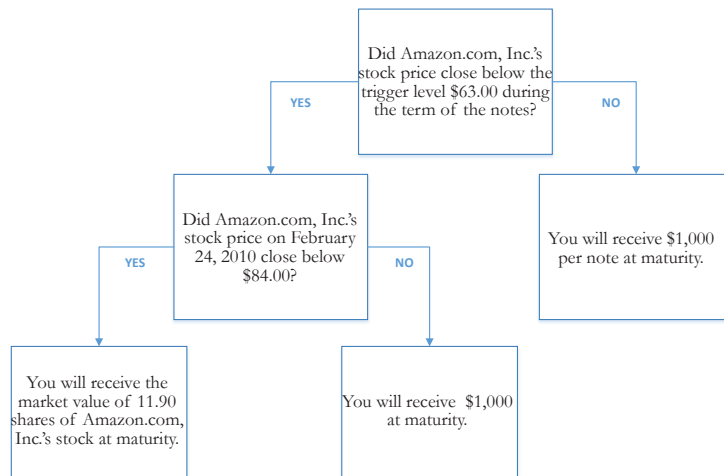 Did Amazon.com, Inc.'s
stock price close below the
trigger level $63.00 during
the term of the notes?
YES
NO
Did Amazon.com, Inc.'s
stock price on February
24, 2010 close below
$84.00?
You will receive $1,000
per note at maturity.
YES
NO
You will receive the
market value of 11.90
shares of Amazon.com,
Inc.'s stock at maturity.
You will receive $1,000
at maturity.